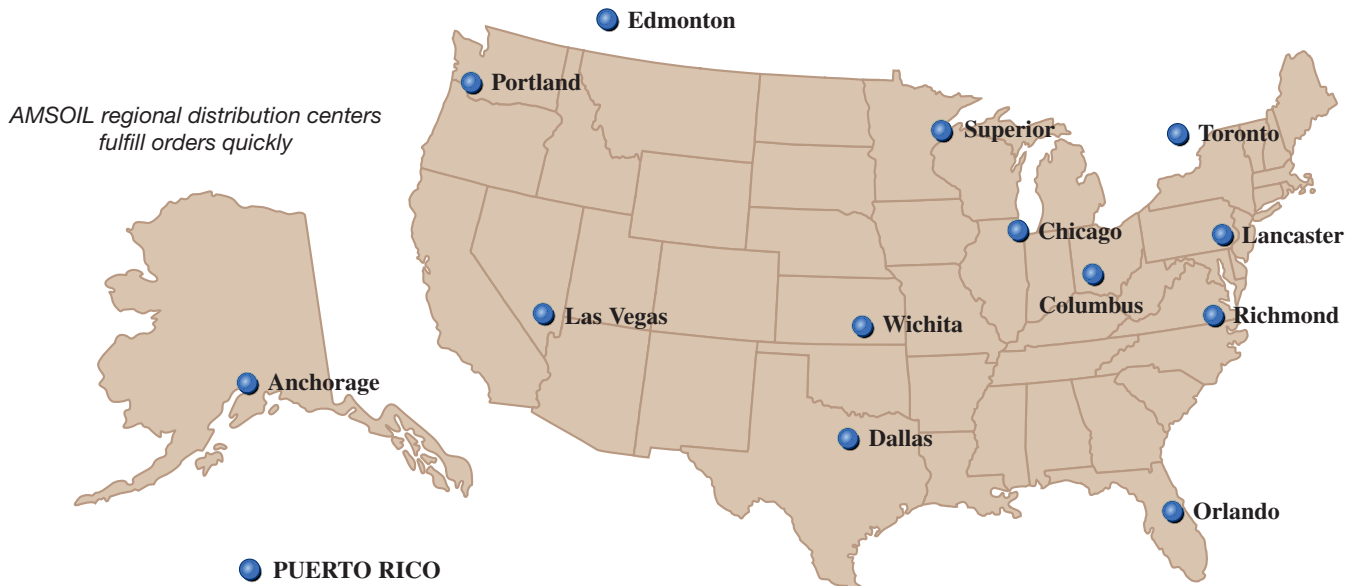 Edmonton
Portland
AMSOIL regional distribution centers
fulfill orders quickly
Superior
Toronto
Chicago
Lancaster
Columbus
Las Vegas
Wichita
Richmond
Anchorage
Dallas
Orlando
PUERTO RICO